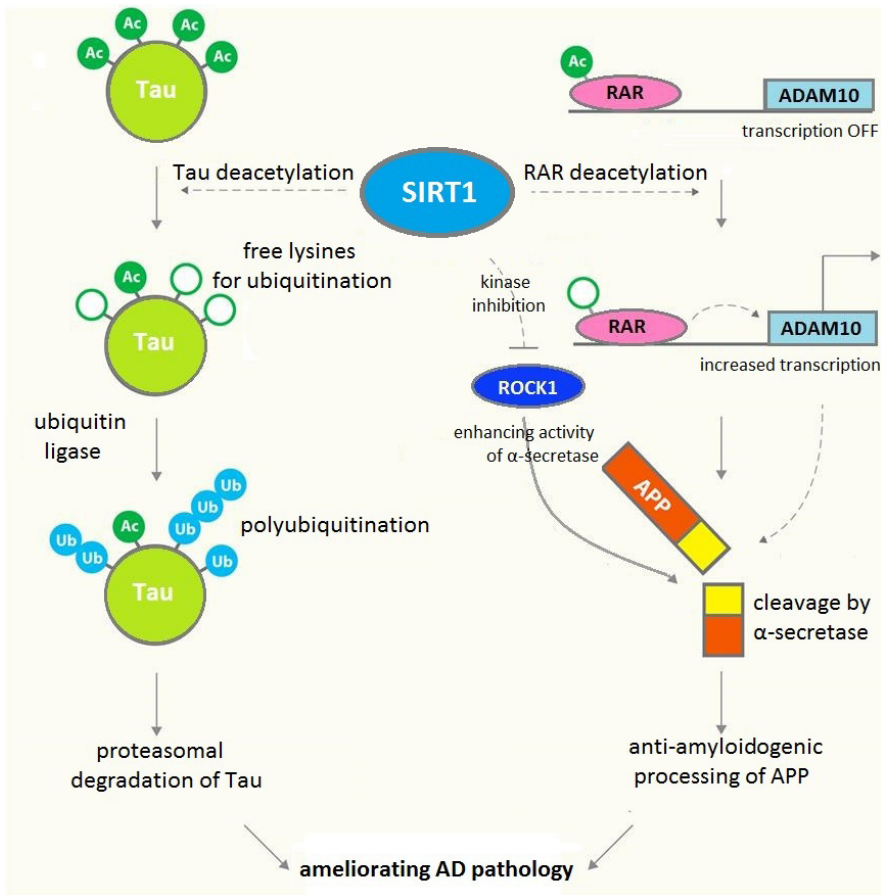 Ac
Ac
Ac
Ac
Tau
Ac
RAR
ADAM10
transcription OFF
Tau deacetylation
SIRT1
RAR deacetylation
free lysines
for ubiquitination
Ac
Tau
kinase
inhibition
RAR
ADAM10
increased transcription
ROCK1
ubiquitin
ligase
enhancing activity
of α-secretase
APP
Ub
Ub
Ub
Ub
Ub
Ub
Ac
Tau
polyubiquitination
cleavage by
α-secretase
proteasomal
degradation of Tau
anti-amyloidogenic
processing of APP
ameliorating AD pathology